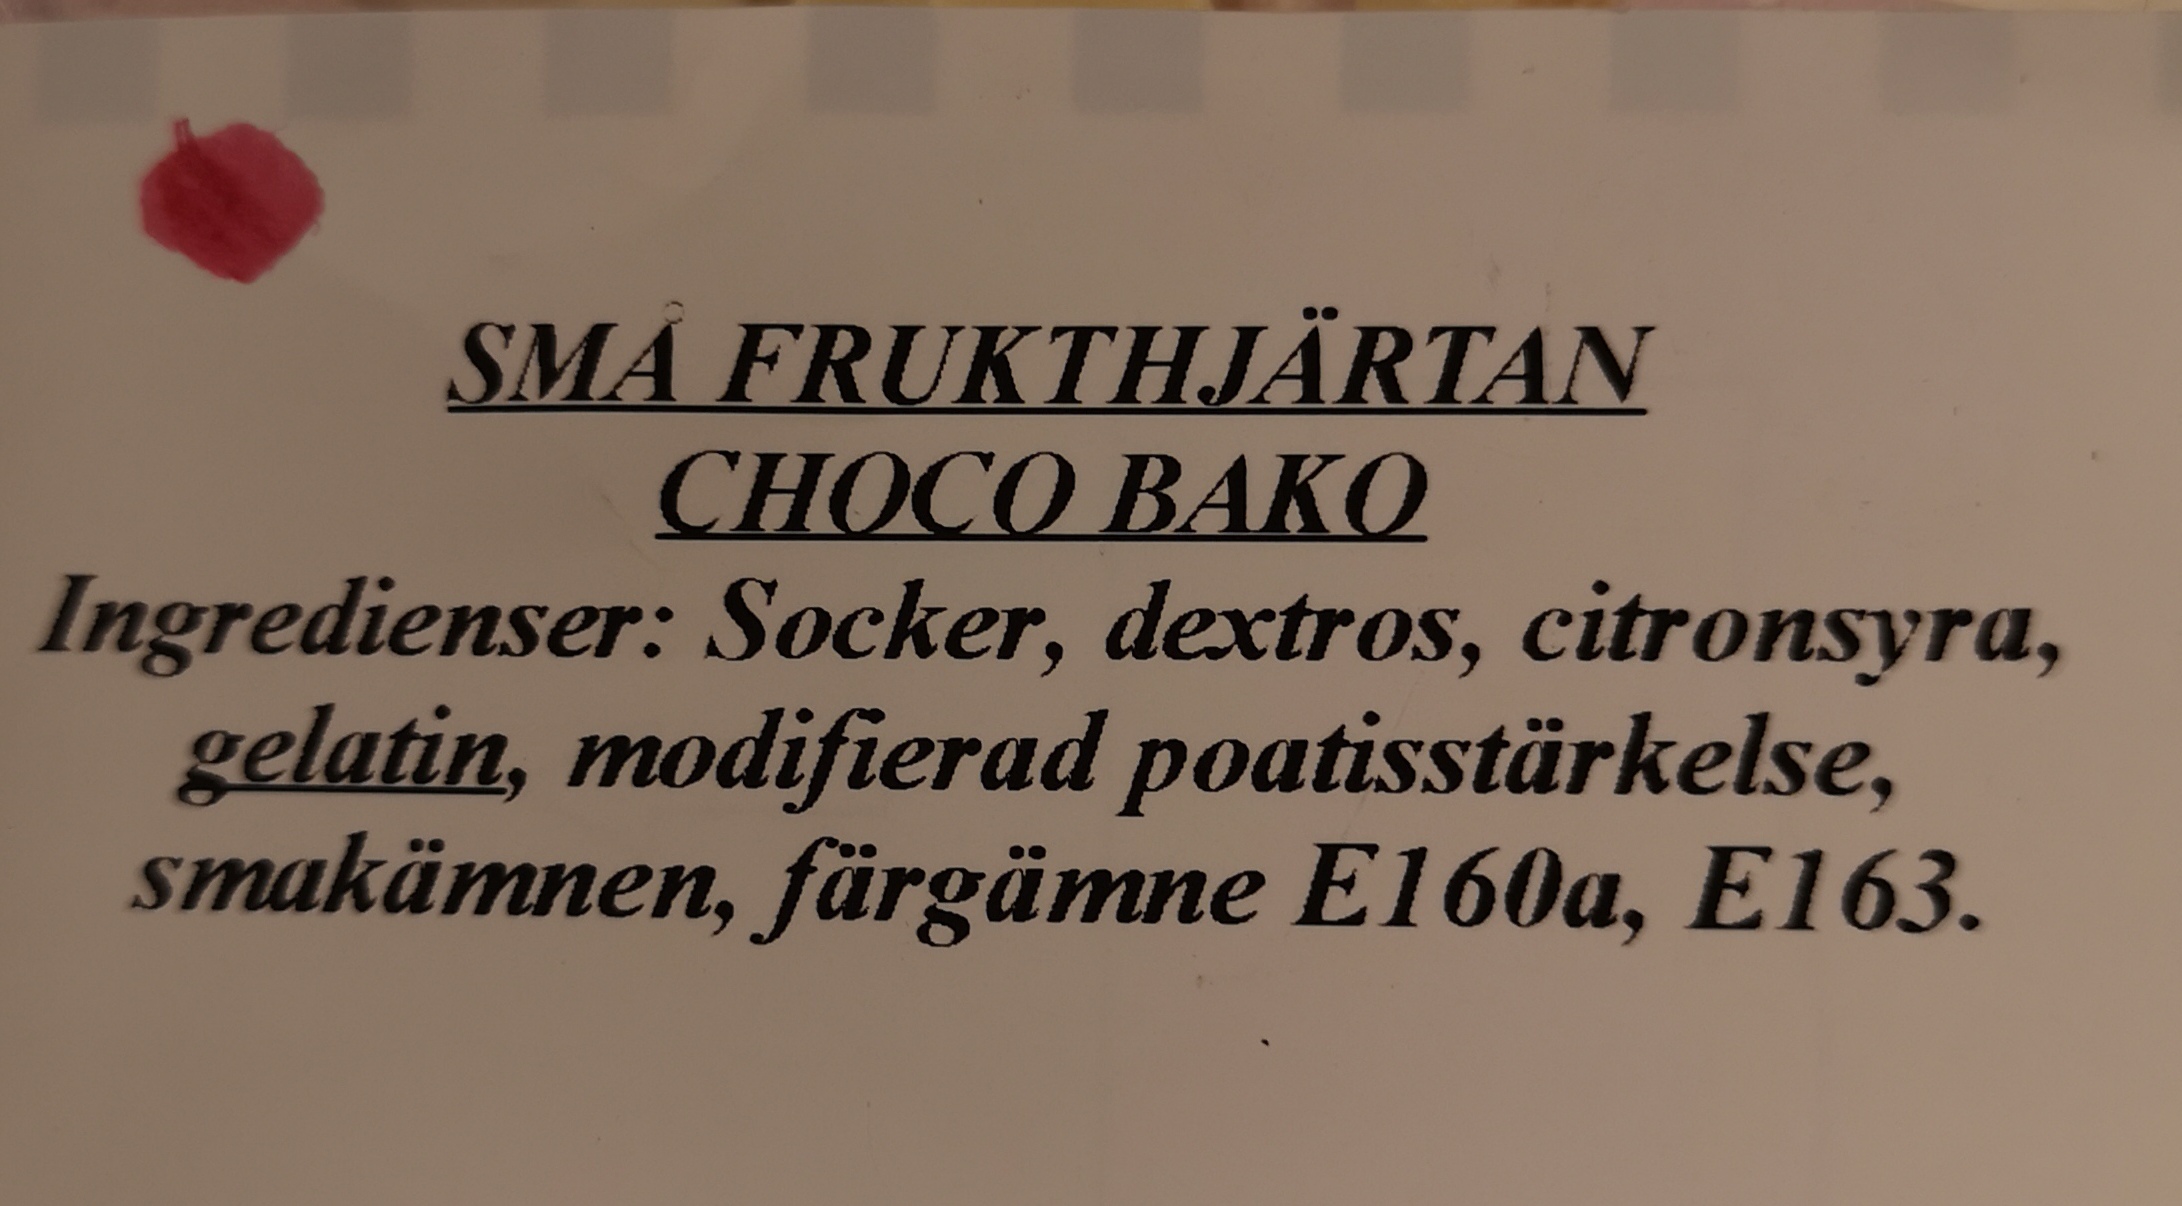 SMÅ FRUKTHJÄRTAN
CHOCO BAKO
Ingredienser: Socker, dextros, citronsyra,
gelatin, modifierad poatisstärkelse,
smakämnen, färgämne E160a, E163.